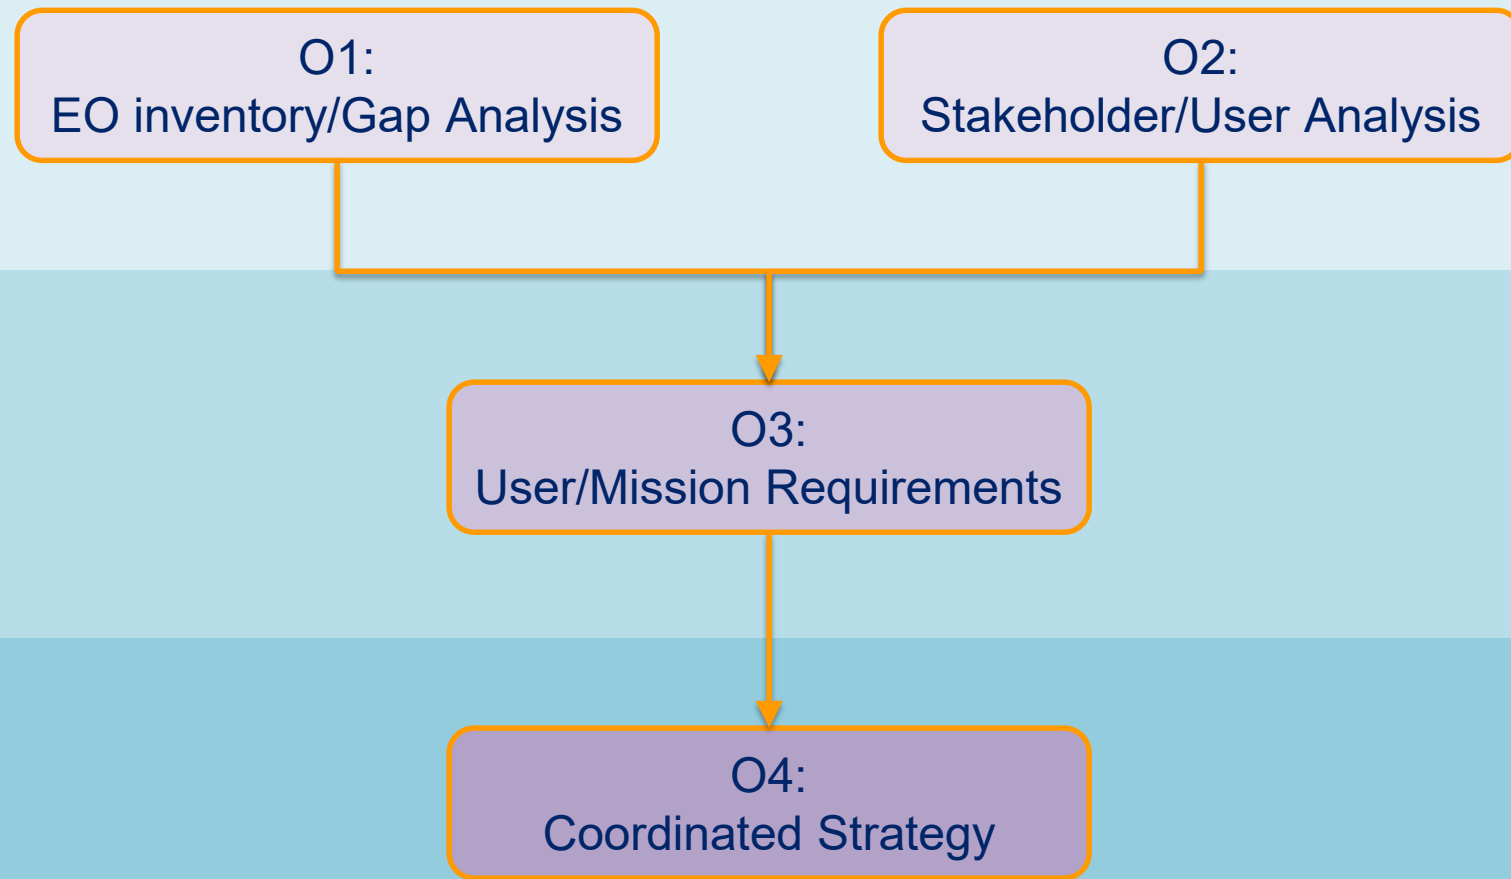 O1:
EO inventory/Gap Analysis
O2:
Stakeholder/User Analysis
O3:
User/Mission Requirements
O4:
Coordinated Strategy